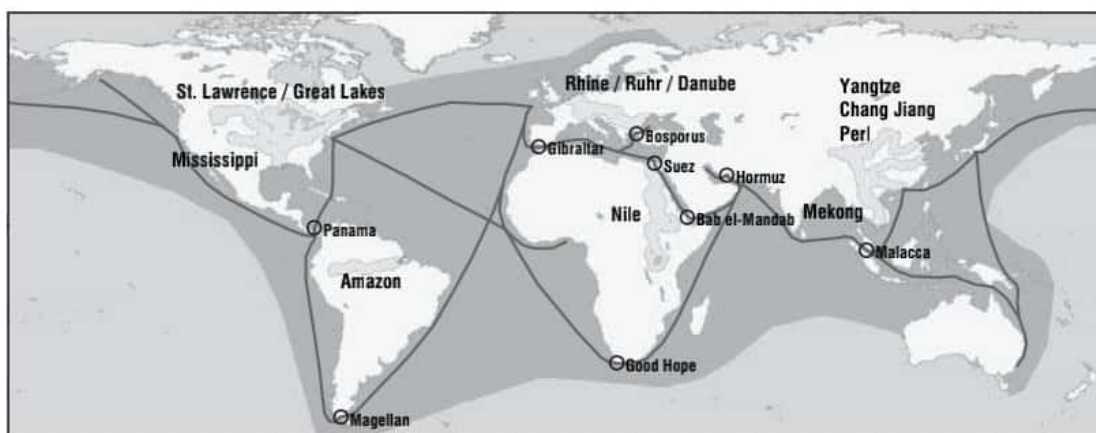 St. Lawrence / Great Lakes
Rhine / Ruhr / Danube
Yangtze
Chang Jiang
Perl
Mississippi
Bosporus
Gibraltar
Suez
Hormuz
Nile
Bab el-Mandab
Mekong
Panama
Malacca
Amazon
Good Hope
Magellan